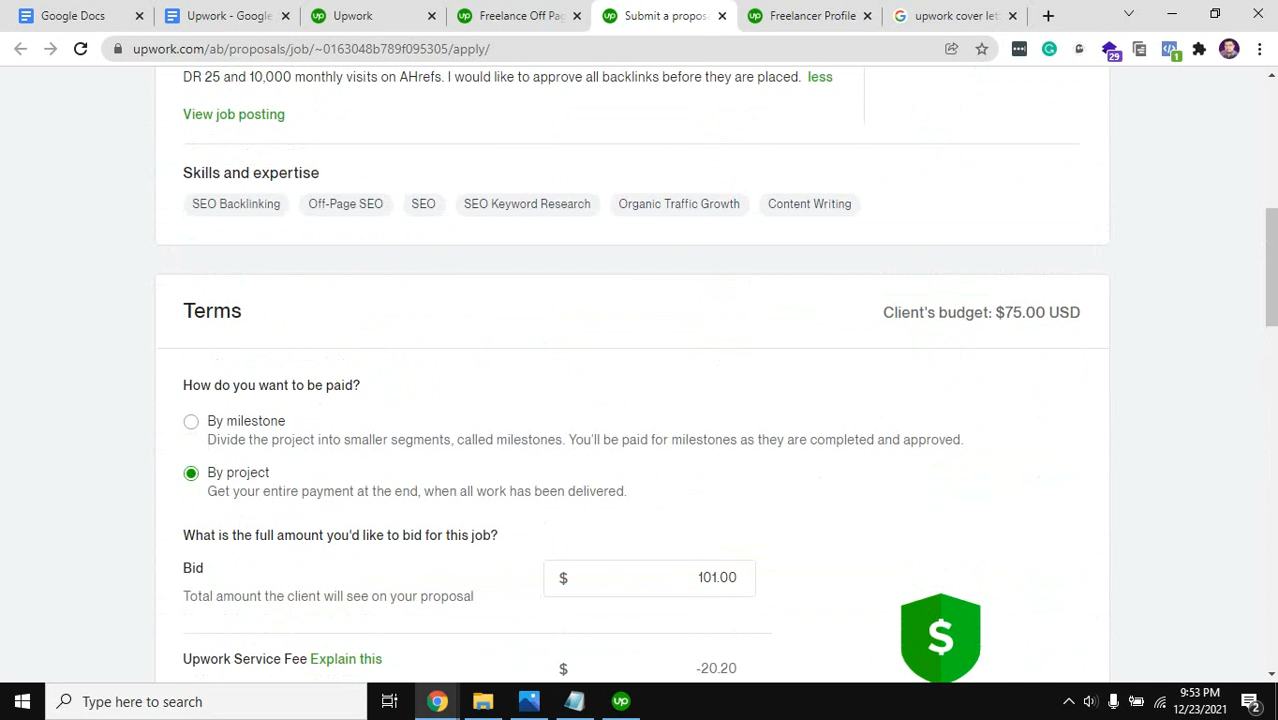 Google Docs
Upwork - Google
Upwork
Freelance Off Pa
Submit a propos
Freelancer Profile
upwork cover let
upwork.com/ab/proposals/job/~0163048b789f095305/apply/
29
1
DR 25 and 10,000 monthly visits on AHrefs. I would like to approve all backlinks before they are placed. less
View job posting
Skills and expertise
SEO Backlinking
Off-Page SEO
SEO
SEO Keyword Research
Organic Traffic Growth
Content Writing
Terms
Client's budget: $75.00 USD
How do you want to be paid?
By milestone
Divide the project into smaller segments, called milestones. You'll be paid for milestones as they are completed and approved.
By project
Get your entire payment at the end, when all work has been delivered.
What is the full amount you'd like to bid for this job?
Bid
$ 101.00
Total amount the client will see on your proposal
$
Upwork Service Fee Explain this
$ -20.20
Type here to search
9:53 PM
12/23/2021
2